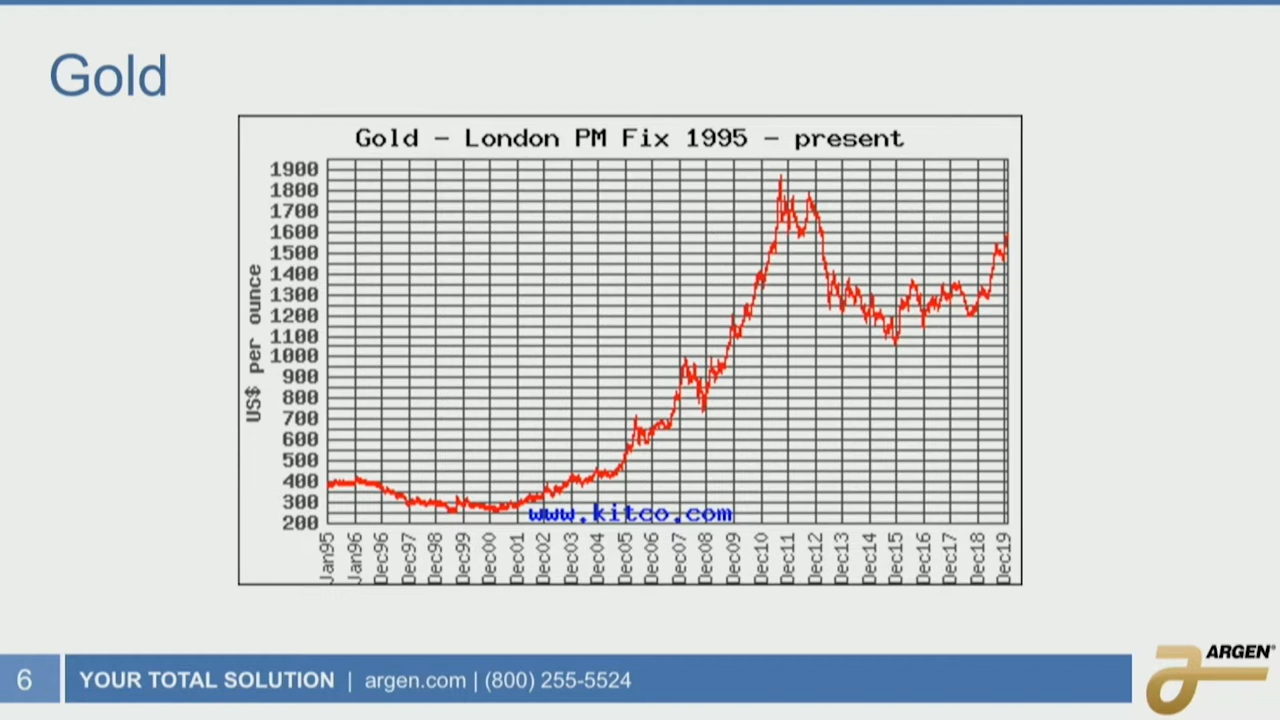 Gold
Gold - London PM Fix 1995 - present
1900
1800
1700
1600
1500
1400
1300
1200
1100
1000
900
800
700
600
500
400
300
200
US$ per ounce
www.kitco.com
Jan95
Jan96
Dec96
Dec97
Dec98
Dec99
Dec00
Dec01
Dec02
Dec03
Dec04
Dec05
Dec06
Dec07
Dec08
Dec09
Dec10
Dec11
Dec12
Dec13
Dec14
Dec15
Dec16
Dec17
Dec18
Dec19
6
YOUR TOTAL SOLUTION | argen.com | (800) 255-5524
ARGEN®